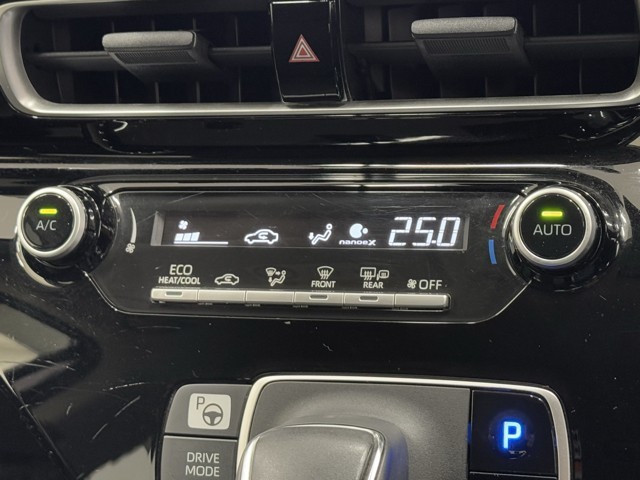 A/C
nanoeX
25.0
AUTO
ECO
HEAT/COOL
FRONT
REAR
OFF
P
DRIVE
MODE
P